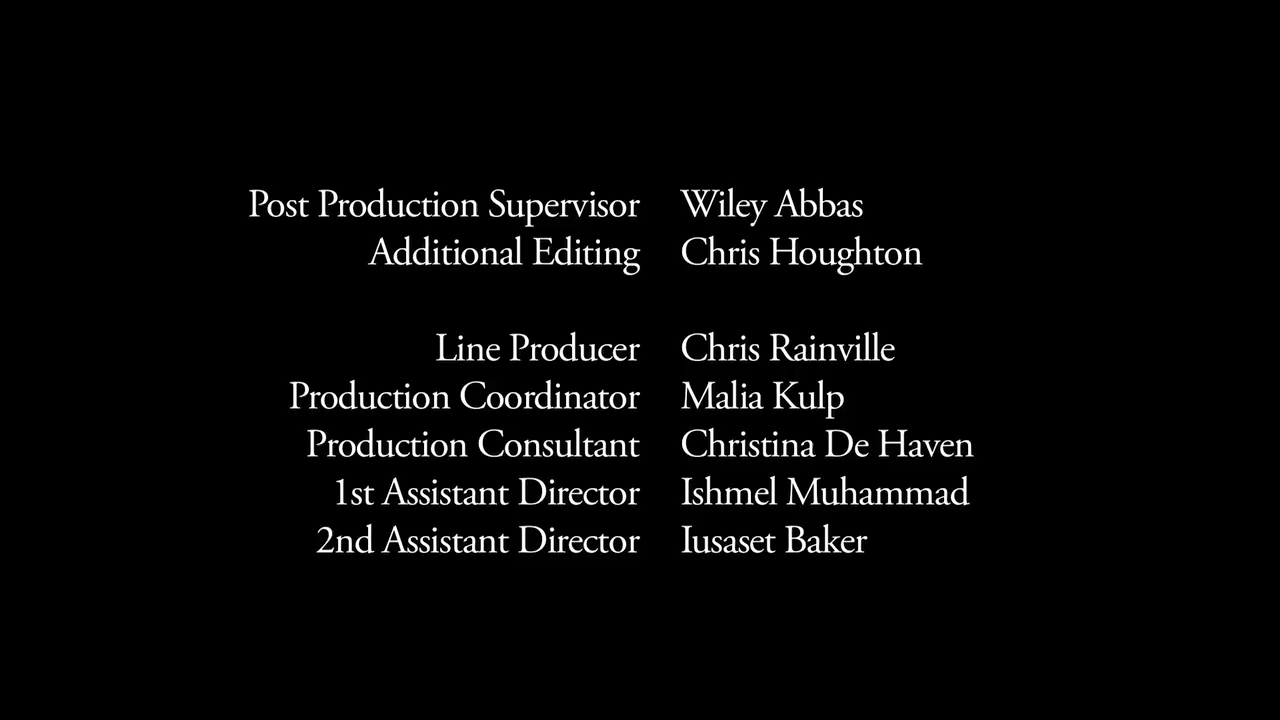 Post Production Supervisor Wiley Abbas
Additional Editing Chris Houghton
Line Producer Chris Rainville
Production Coordinator Malia Kulp
Production Consultant Christina De Haven
1st Assistant Director Ishmel Muhammad
2nd Assistant Director Iusaset Baker